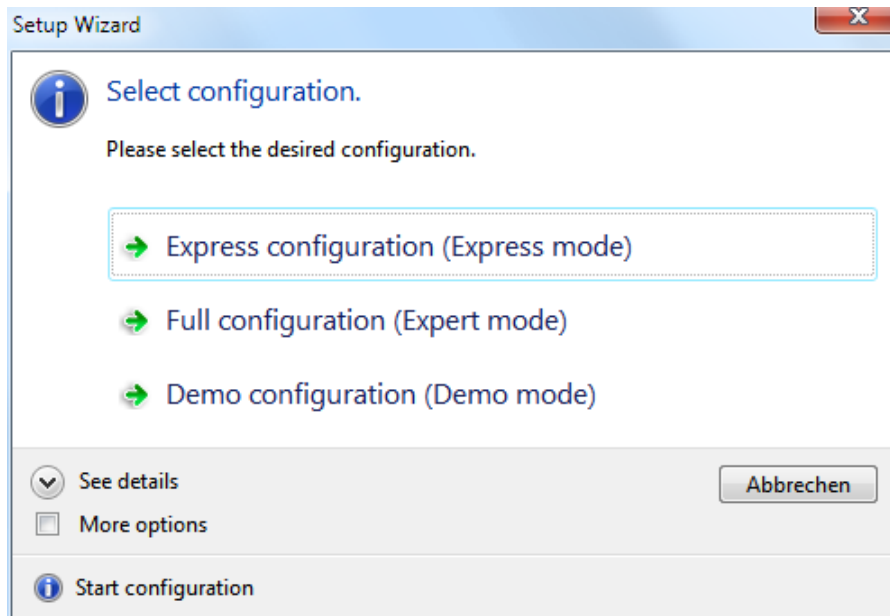 Setup Wizard
Select configuration.
Please select the desired configuration.
Express configuration (Express mode)
Full configuration (Expert mode)
Demo configuration (Demo mode)
See details
Abbrechen
More options
Start configuration